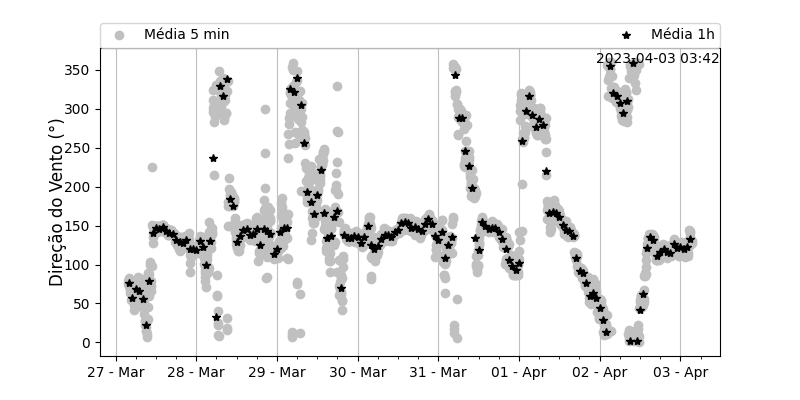 Média 5 min
Média 1h
2023-04-03 03:42
Direção do Vento (°)
350
300
250
200
150
100
50
0
27 - Mar
28 - Mar
29 - Mar
30 - Mar
31 - Mar
01 - Apr
02 - Apr
03 - Apr